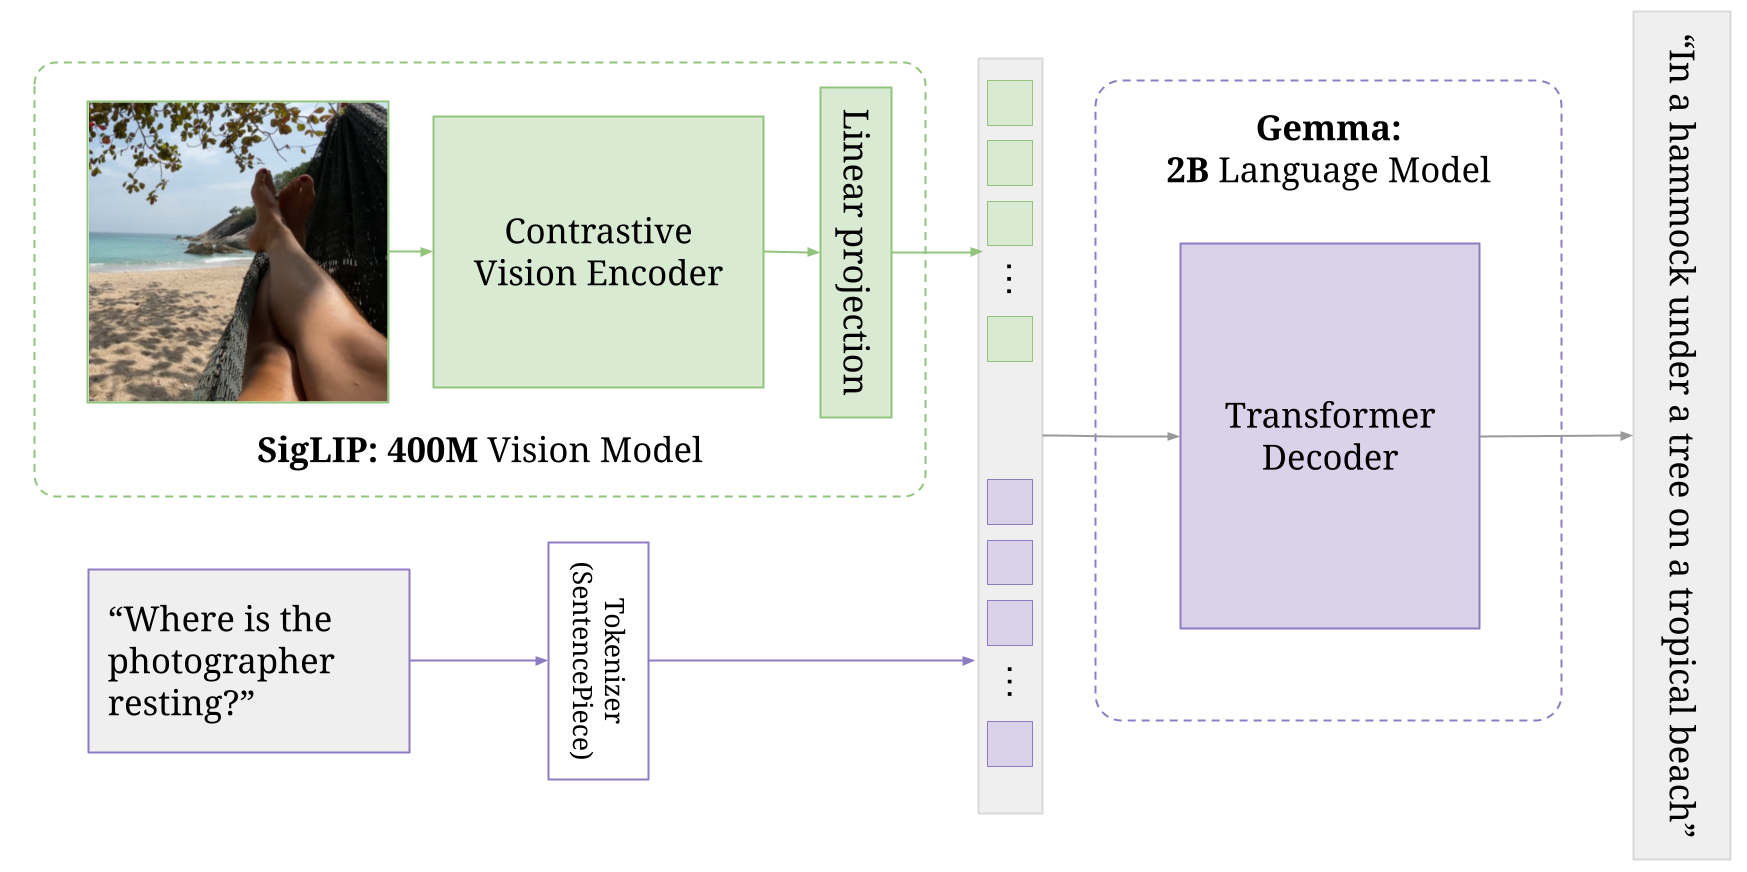 Contrastive
Vision Encoder
Linear projection
SigLIP: 400M Vision Model
“Where is the
photographer
resting?”
Tokenizer
(SentencePiece)
...
...
Gemma:
2B Language Model
Transformer
Decoder
“In a hammock under a tree on a tropical beach”